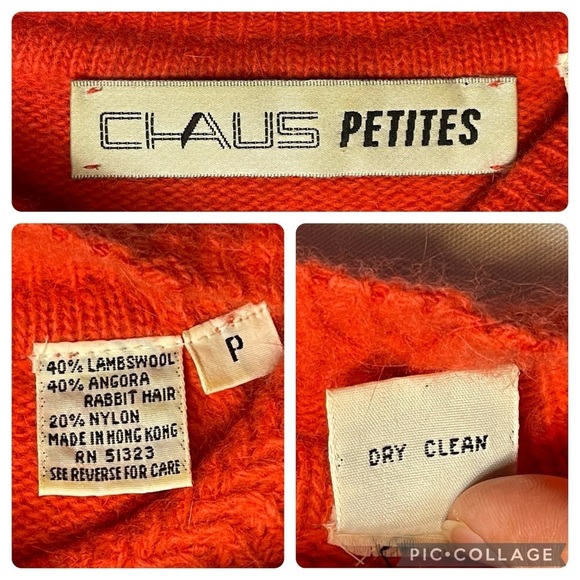 CHAUS PETITES
P
40% LAMBSWOOL
40% ANGORA
RABBIT HAIR
20% NYLON
MADE IN HONG KONG
RN 51323
SEE REVERSE FOR CARE
DRY CLEAN
PIC•COLLAGE